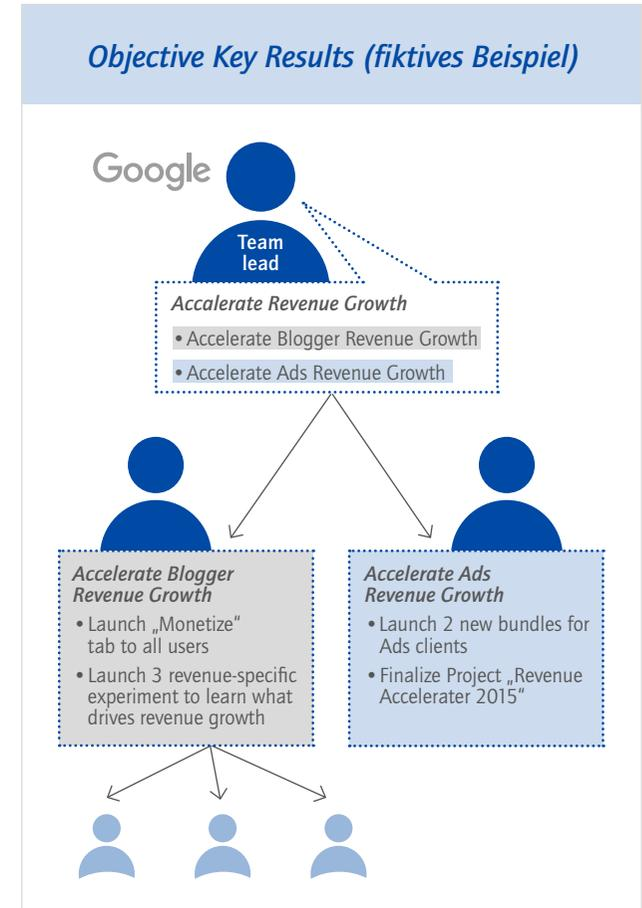 Objective Key Results (fiktives Beispiel)
Google
Team
lead
Accalerate Revenue Growth
• Accelerate Blogger Revenue Growth
• Accelerate Ads Revenue Growth
Accelerate Blogger
Revenue Growth
• Launch „Monetize“
tab to all users
• Launch 3 revenue-specific
experiment to learn what
drives revenue growth
Accelerate Ads
Revenue Growth
• Launch 2 new bundles for
Ads clients
• Finalize Project „Revenue
Accelerater 2015“